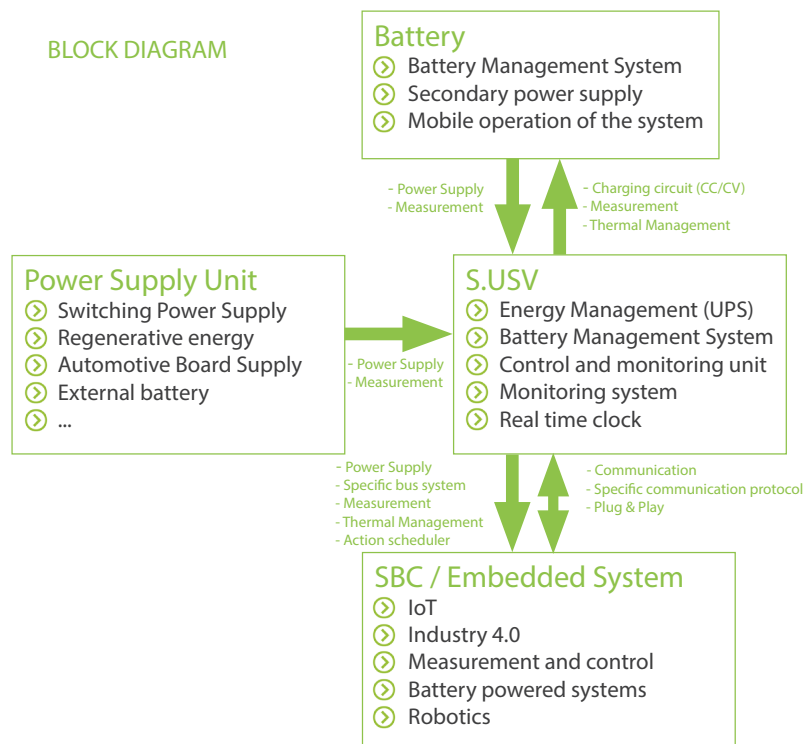 BLOCK DIAGRAM
Battery
Battery Management System
Secondary power supply
Mobile operation of the system
- Power Supply
- Measurement
- Charging circuit (CC/CV)
- Measurement
- Thermal Management
Power Supply Unit
Switching Power Supply
Regenerative energy
Automotive Board Supply
External battery
...
- Power Supply
- Measurement
S.USV
Energy Management (UPS)
Battery Management System
Control and monitoring unit
Monitoring system
Real time clock
- Power Supply
- Specific bus system
- Measurement
- Thermal Management
- Action scheduler
- Communication
- Specific communication protocol
- Plug & Play
SBC / Embedded System
IoT
Industry 4.0
Measurement and control
Battery powered systems
Robotics